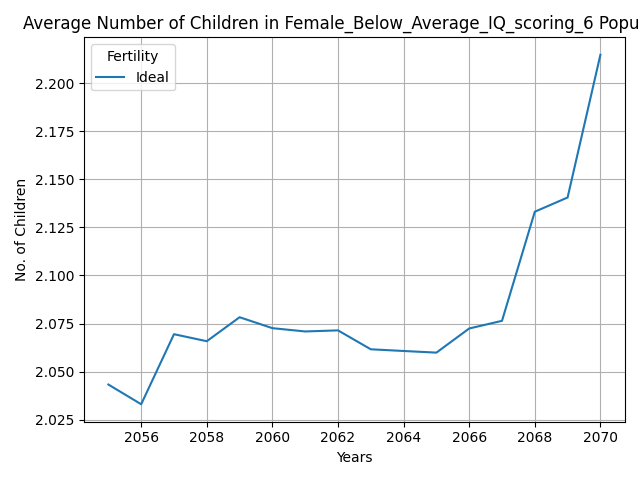 Average Number of Children in Female_Below_Average_IQ_scoring_6 Popu
Fertility
Ideal
2.200
2.175
2.150
2.125
2.100
2.075
2.050
2.025
No. of Children
2056 2058 2060 2062 2064 2066 2068 2070
Years